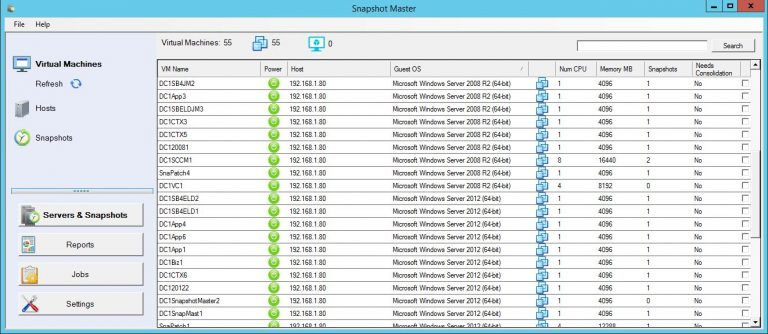 Snapshot Master
File Help
Virtual Machines: 55 55 0
Search
Virtual Machines
Refresh
Hosts
Snapshots
Servers & Snapshots
Reports
Jobs
Settings
VM Name Power Host Guest OS Num CPU Memory MB Snapshots Needs Consolidation
DC1SB4JM2 192.168.1.80 Microsoft Windows Server 2008 R2 (64-bit) 1 4096 1 No
DC1App3 192.168.1.80 Microsoft Windows Server 2008 R2 (64-bit) 1 4096 1 No
DC1SBELDJM3 192.168.1.80 Microsoft Windows Server 2008 R2 (64-bit) 1 4096 1 No
DC1CTX3 192.168.1.80 Microsoft Windows Server 2008 R2 (64-bit) 1 4096 1 No
DC1CTX5 192.168.1.80 Microsoft Windows Server 2008 R2 (64-bit) 1 4096 1 No
DC120081 192.168.1.80 Microsoft Windows Server 2008 R2 (64-bit) 1 4096 1 No
DC1SCCM1 192.168.1.80 Microsoft Windows Server 2008 R2 (64-bit) 8 16440 2 No
SnaPatch4 192.168.1.80 Microsoft Windows Server 2008 R2 (64-bit) 1 4096 1 No
DC1VC1 192.168.1.80 Microsoft Windows Server 2008 R2 (64-bit) 4 8192 0 No
DC1SB4ELD2 192.168.1.80 Microsoft Windows Server 2012 (64-bit) 1 4096 1 No
DC1SB4ELD1 192.168.1.80 Microsoft Windows Server 2012 (64-bit) 1 4096 1 No
DC1App4 192.168.1.80 Microsoft Windows Server 2012 (64-bit) 1 4096 1 No
DC1App6 192.168.1.80 Microsoft Windows Server 2012 (64-bit) 1 4096 1 No
DC1App1 192.168.1.80 Microsoft Windows Server 2012 (64-bit) 1 4096 1 No
DC1Biz1 192.168.1.80 Microsoft Windows Server 2012 (64-bit) 1 4096 1 No
DC1CTX6 192.168.1.80 Microsoft Windows Server 2012 (64-bit) 1 4096 1 No
DC120122 192.168.1.80 Microsoft Windows Server 2012 (64-bit) 1 4096 1 No
DC1SnapshotMaster2 192.168.1.80 Microsoft Windows Server 2012 (64-bit) 1 4096 0 No
DC1SnapMast1 192.168.1.80 Microsoft Windows Server 2012 (64-bit) 1 4096 1 No
SnaPatch1 192.168.1.80 Microsoft Windows Server 2012 (64-bit) 4 12288 1 No